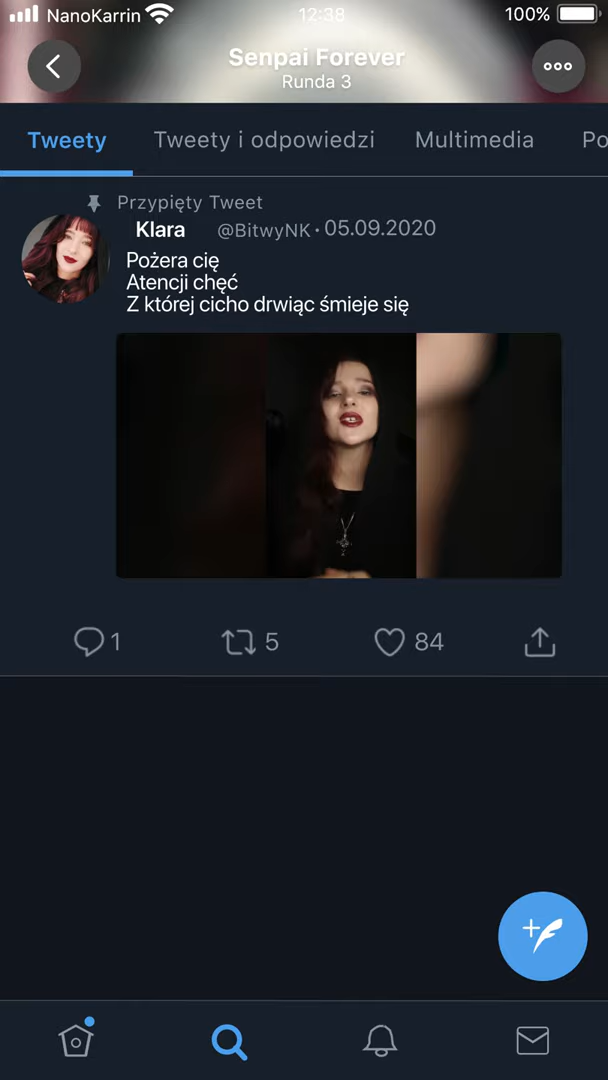 NanoKarrin
12:38
100%
Senpai Forever
Runda 3
Tweety
Tweety i odpowiedzi
Multimedia
Po
Przypięty Tweet
Klara @BitwyNK · 05.09.2020
Pożera cię
Atencji chęć
Z której cicho drwiąc śmieje się
1
5
84